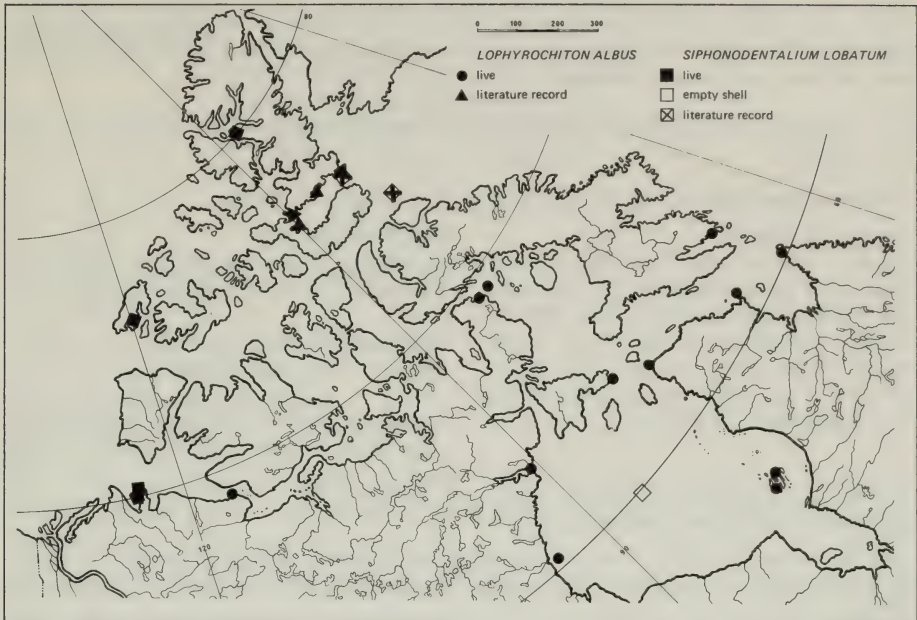 0 100 200 300
LOPHYROCHITON ALBUS
live
literature record
SIPHONODENTALIUM LOBATUM
live
empty shell
literature record
80
120
90